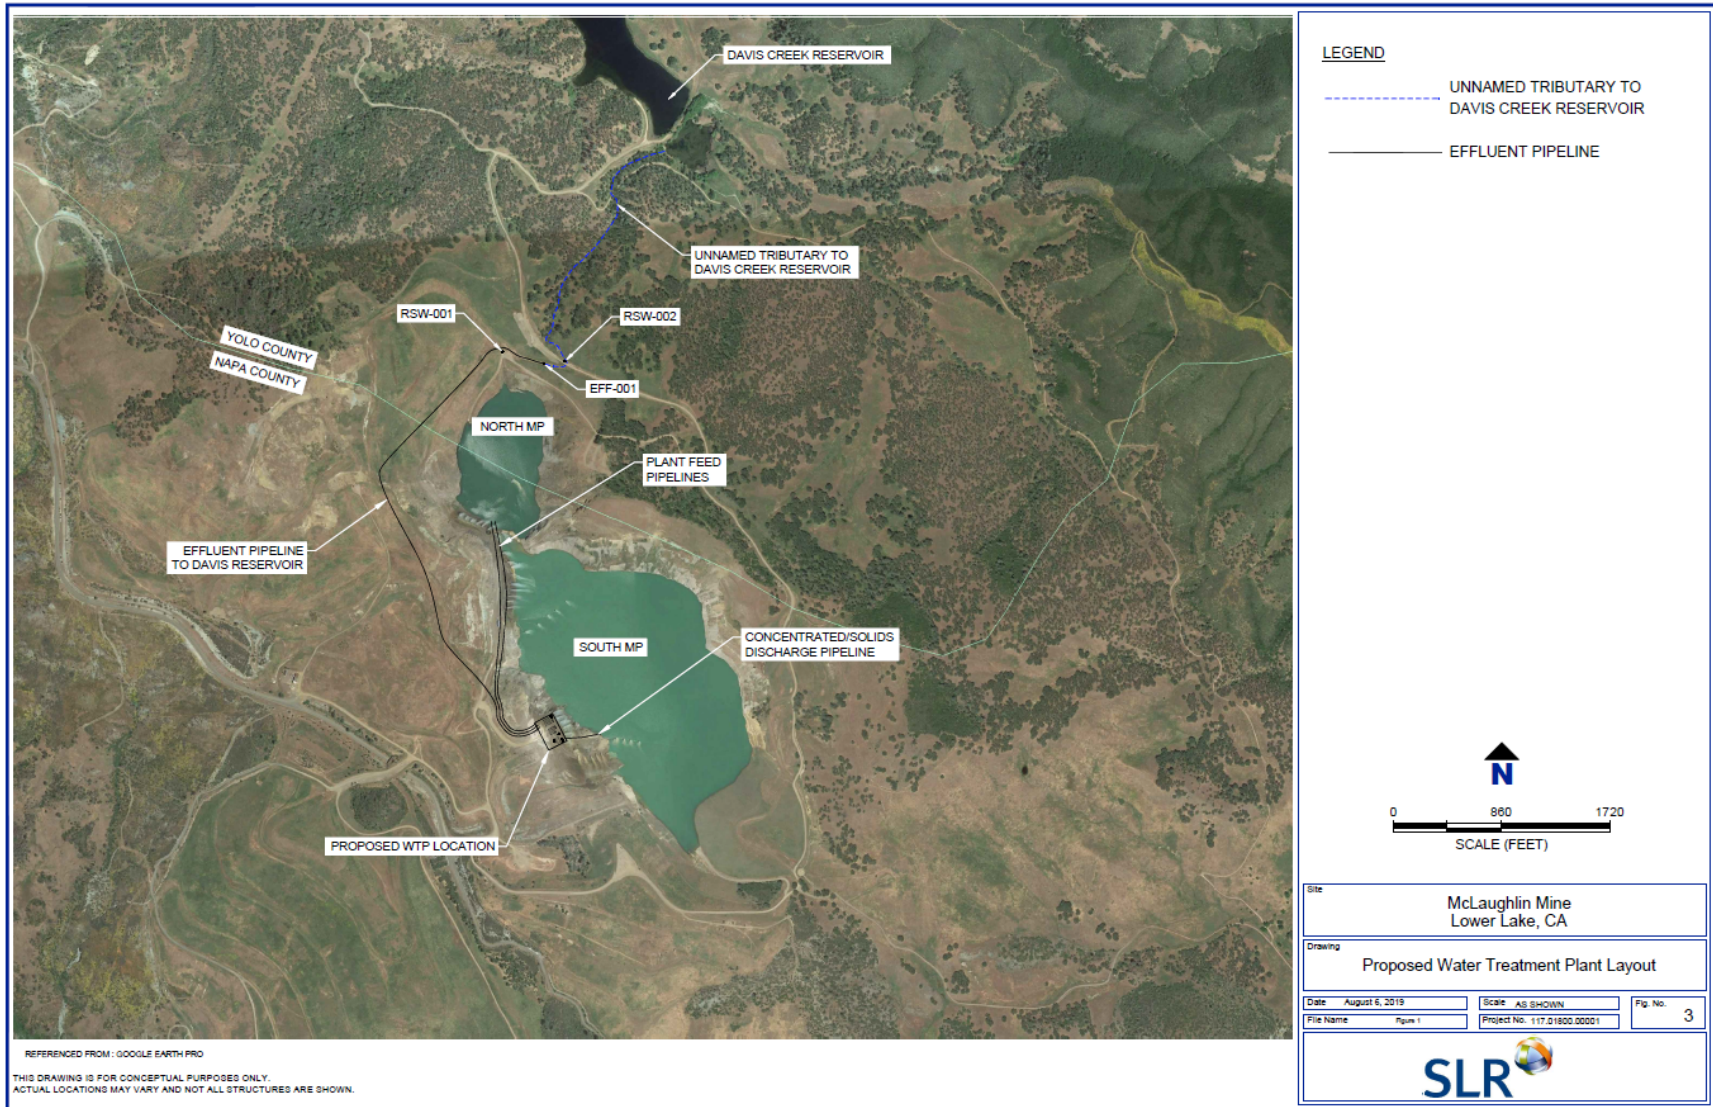 DAVIS CREEK RESERVOIR
UNNAMED TRIBUTARY TO
DAVIS CREEK RESERVOIR
RSW-001
RSW-002
YOLO COUNTY
NAPA COUNTY
EFF-001
NORTH MP
PLANT FEED
PIPELINES
EFFLUENT PIPELINE
TO DAVIS RESERVOIR
SOUTH MP
CONCENTRATED/SOLIDS
DISCHARGE PIPELINE
PROPOSED WTP LOCATION
REFERENCED FROM : GOOGLE EARTH PRO
THIS DRAWING IS FOR CONCEPTUAL PURPOSES ONLY.
ACTUAL LOCATIONS MAY VARY AND NOT ALL STRUCTURES ARE SHOWN.
LEGEND
UNNAMED TRIBUTARY TO
DAVIS CREEK RESERVOIR
EFFLUENT PIPELINE
N
0 860 1720
SCALE (FEET)
Site
McLaughlin Mine
Lower Lake, CA
Drawing
Proposed Water Treatment Plant Layout
Date August 6, 2019
Scale AS SHOWN
Fig. No. 3
File Name Figure 1
Project No. 117.01800.00001
SLR